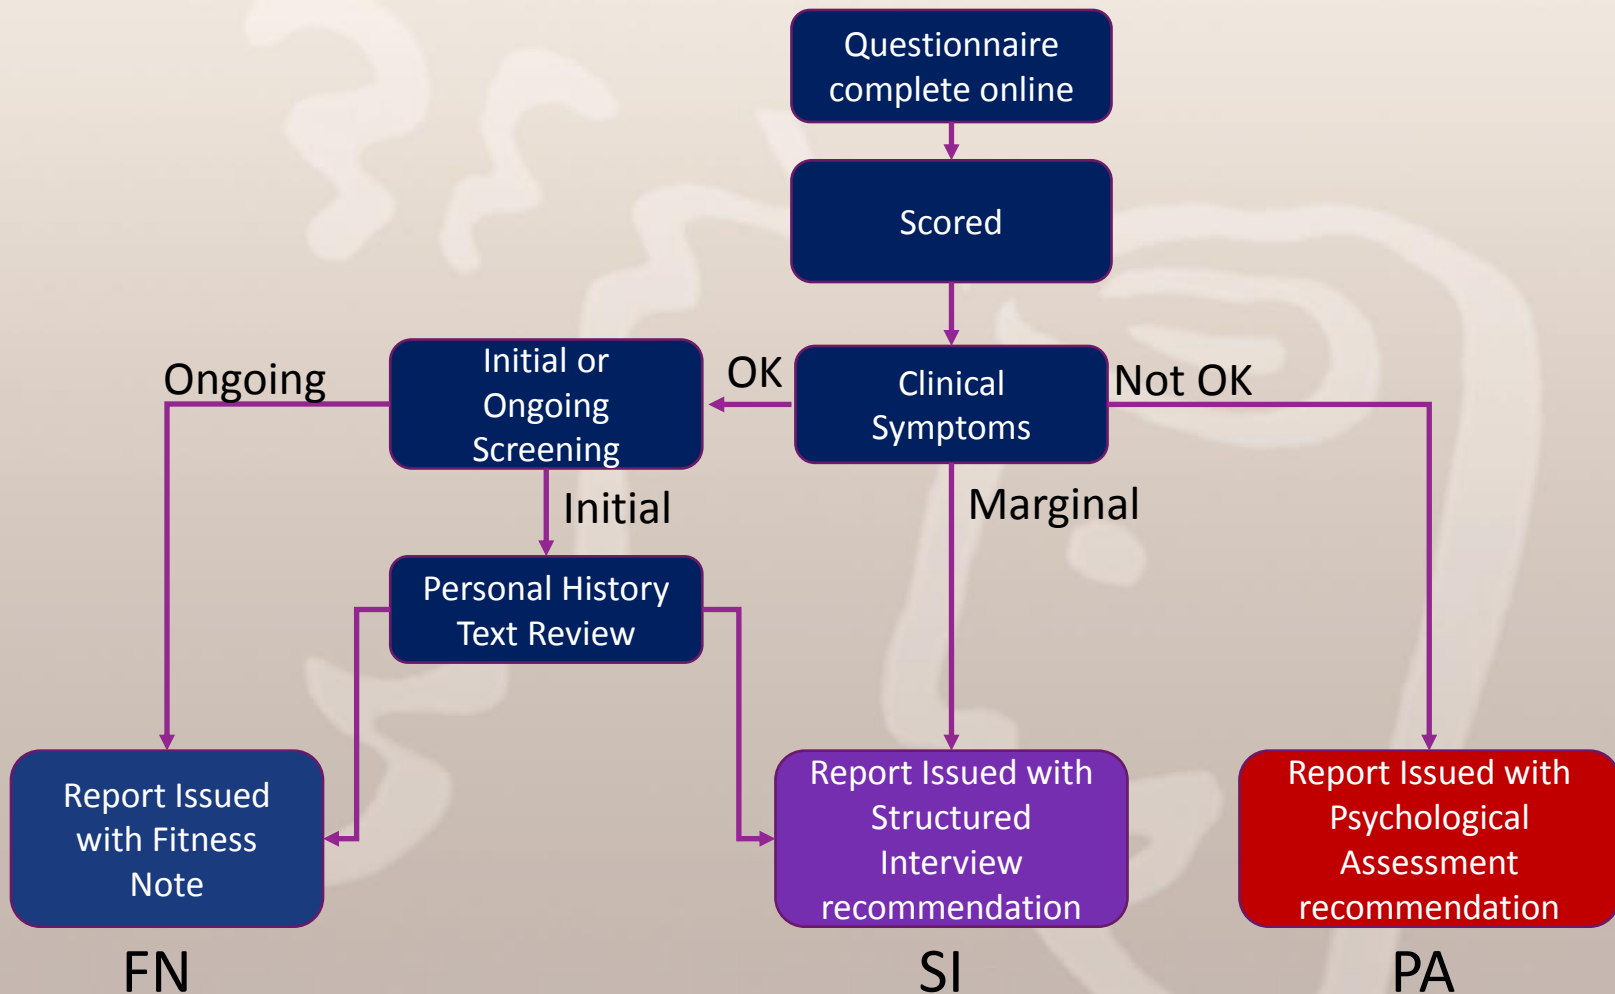 Questionnaire
complete online
Scored
Ongoing
Initial or
Ongoing
Screening
OK
Clinical
Symptoms
Not OK
Initial
Marginal
Personal History
Text Review
Report Issued
with Fitness
Note
Report Issued with
Structured
Interview
recommendation
Report Issued with
Psychological
Assessment
recommendation
FN
SI
PA